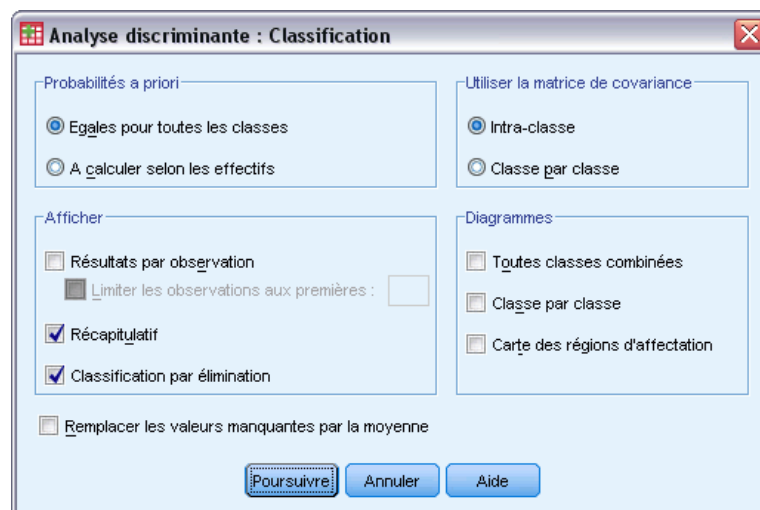 Analyse discriminante : Classification
Probabilités a priori
Egales pour toutes les classes
A calculer selon les effectifs
Utiliser la matrice de covariance
Intra-classe
Classe par classe
Afficher
Résultats par observation
Limiter les observations aux premières :
Récapitulatif
Classification par élimination
Diagrammes
Toutes classes combinées
Classe par classe
Carte des régions d'affectation
Remplacer les valeurs manquantes par la moyenne
Poursuivre Annuler Aide